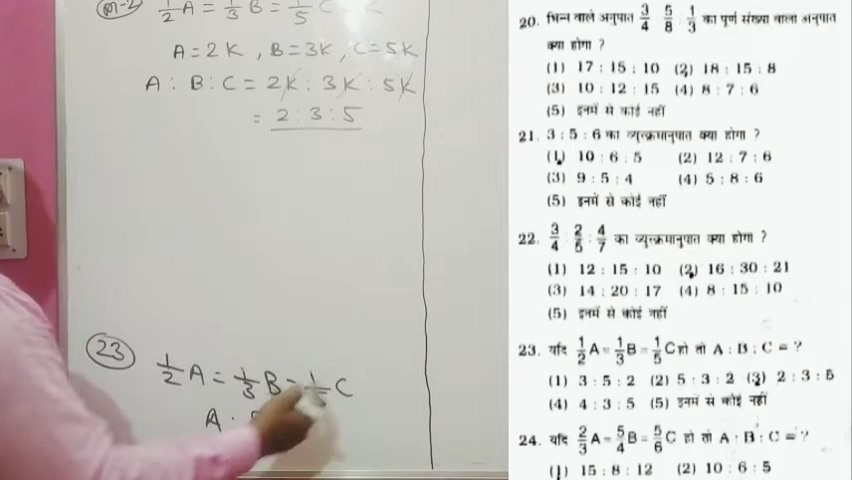 m-2 1/2 A = 1/3 B = 1/5 C = K
A = 2K , B = 3K , C = 5K
A : B : C = 2K : 3K : 5K
= 2 : 3 : 5
23 1/2 A = 1/3 B = 1/ C
A :
20. भिन्न वाले अनुपात 3/4 : 5/8 : 1/3 का पूर्ण संख्या वाला अनुपात
क्या होगा ?
(1) 17 : 15 : 10 (2) 18 : 15 : 8
(3) 10 : 12 : 15 (4) 8 : 7 : 6
(5) इनमें से कोई नहीं
21. 3 : 5 : 6 का व्युत्क्रमानुपात क्या होगा ?
(1) 10 : 6 : 5 (2) 12 : 7 : 6
(3) 9 : 5 : 4 (4) 5 : 8 : 6
(5) इनमें से कोई नहीं
22. 3/4 : 2/5 : 4/7 का व्युत्क्रमानुपात क्या होगा ?
(1) 12 : 15 : 10 (2) 16 : 30 : 21
(3) 14 : 20 : 17 (4) 8 : 15 : 10
(5) इनमें से कोई नहीं
23. यदि 1/2 A = 1/3 B = 1/5 C हो तो A : B : C = ?
(1) 3 : 5 : 2 (2) 5 : 3 : 2 (3) 2 : 3 : 5
(4) 4 : 3 : 5 (5) इनमें से कोई नहीं
24. यदि 2/3 A = 5/4 B = 5/6 C हो तो A : B : C = ?
(1) 15 : 8 : 12 (2) 10 : 6 : 5